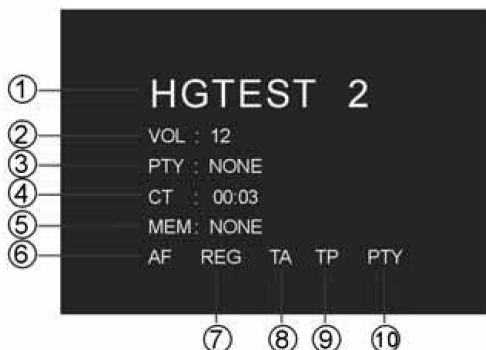 ① HGTEST 2
② VOL : 12
③ PTY : NONE
④ CT : 00:03
⑤ MEM: NONE
⑥ AF REG TA TP PTY
⑦ ⑧ ⑨ ⑩